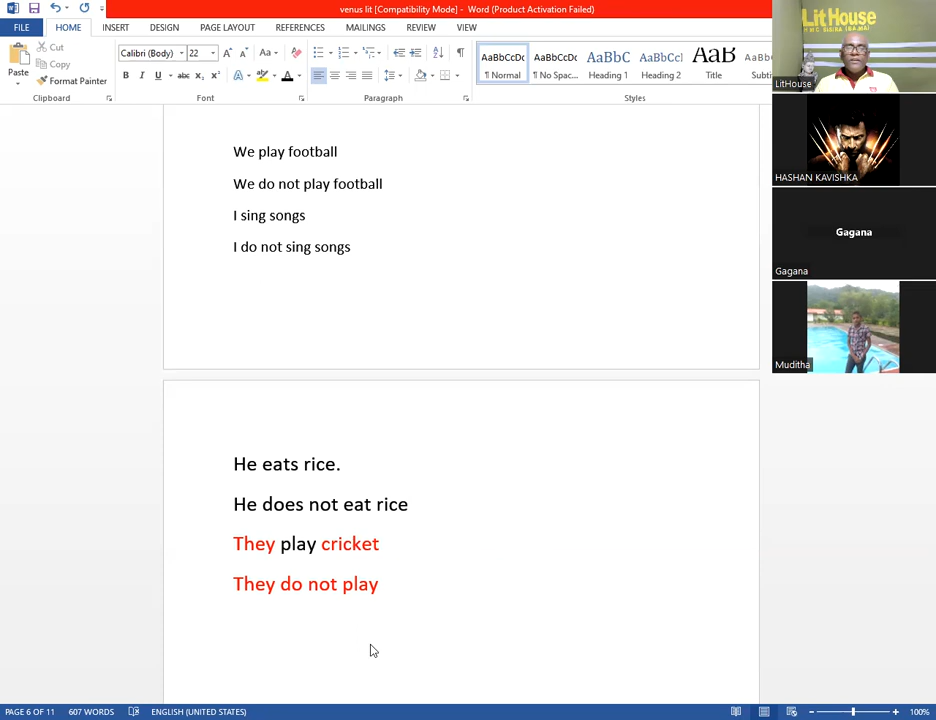 venus lit [Compatibility Mode] - Word (Product Activation Failed)
FILE HOME INSERT DESIGN PAGE LAYOUT REFERENCES MAILINGS REVIEW VIEW
Paste
Cut
Copy
Format Painter
Clipboard
Calibri (Body) 22
Font
Paragraph
AaBbCcDc AaBbCcDc AaBbC AaBbCcl AaB
¶ Normal ¶ No Spac... Heading 1 Heading 2 Title
Styles
We play football
We do not play football
I sing songs
I do not sing songs
He eats rice.
He does not eat rice
They play cricket
They do not play
LitHouse
LitHouse
HASHAN KAVISHKA
Gagana
Gagana
Muditha
PAGE 6 OF 11 607 WORDS ENGLISH (UNITED STATES) 100%